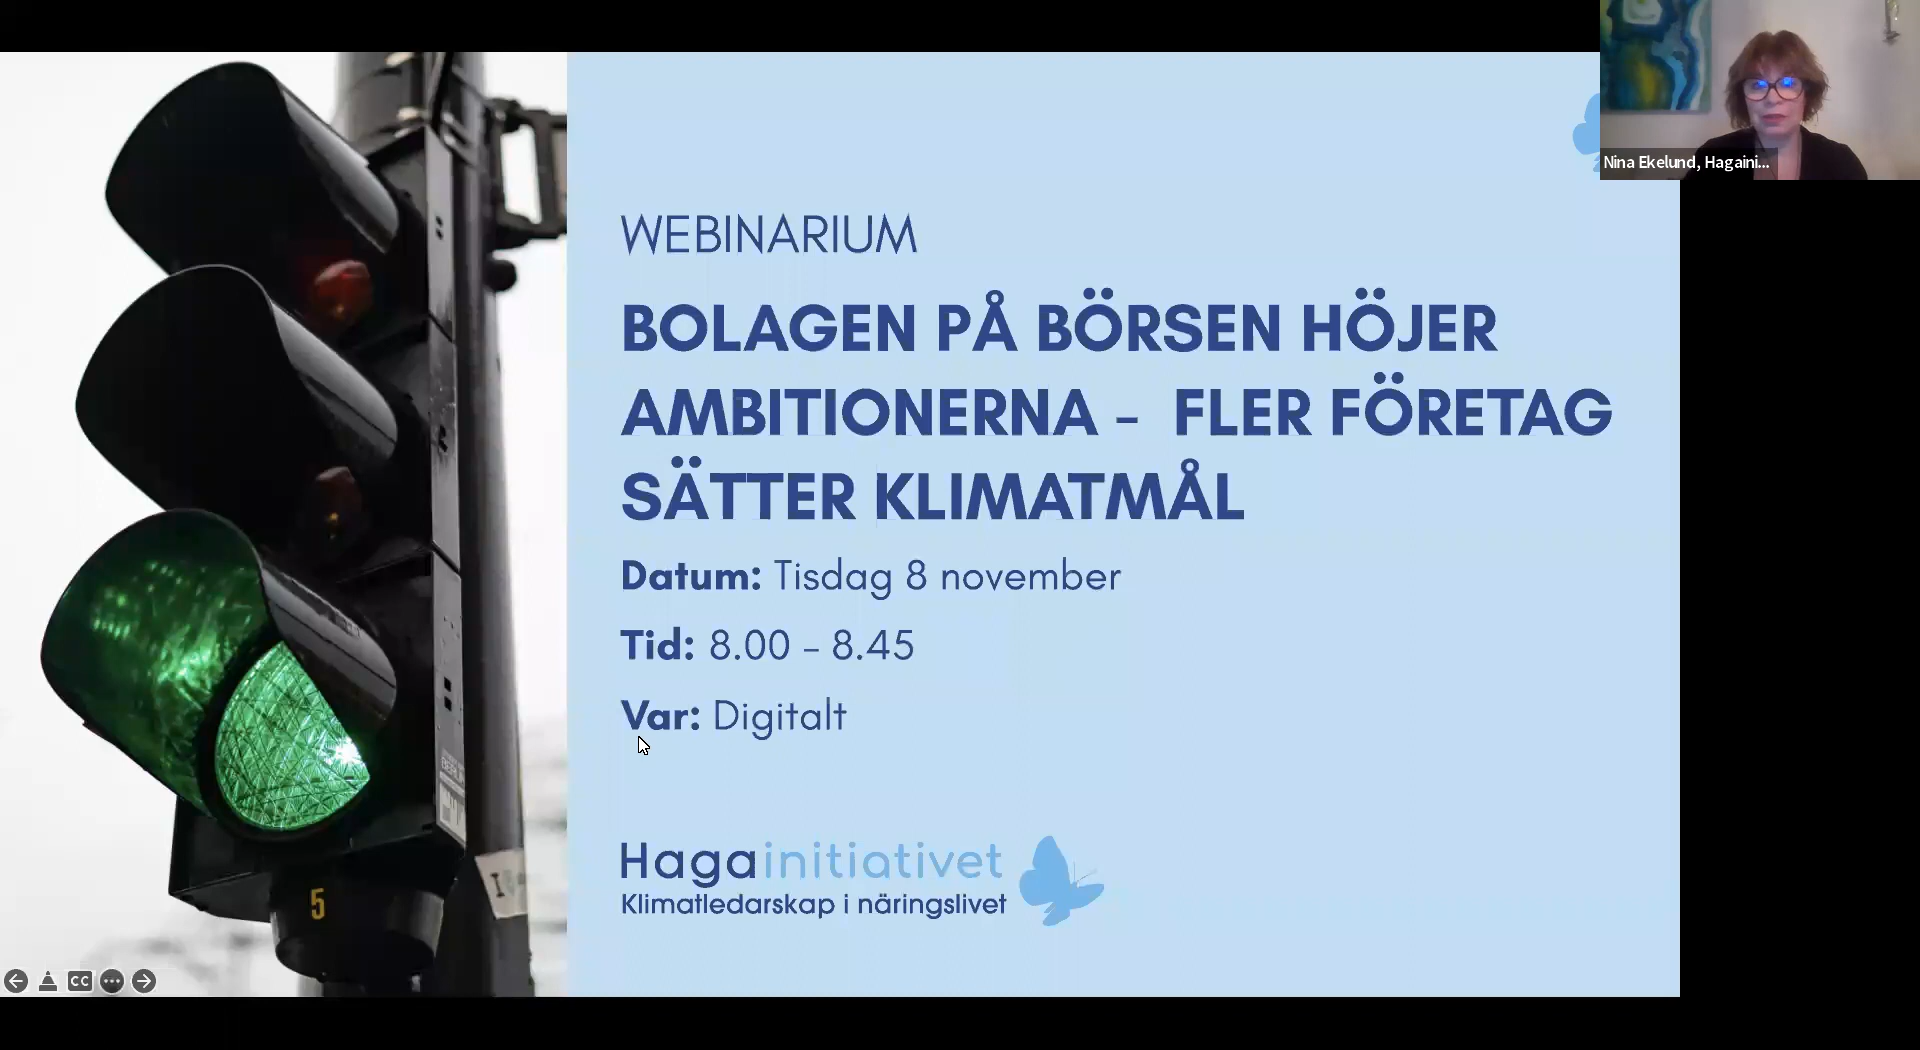 WEBINARIUM
BOLAGEN PÅ BÖRSEN HÖJER
AMBITIONERNA - FLER FÖRETAG
SÄTTER KLIMATMÅL
Datum: Tisdag 8 november
Tid: 8.00 – 8.45
Var: Digitalt
Hagainitiativet
Klimatledarskap i näringslivet
Nina Ekelund, Hagaini...
5
CC